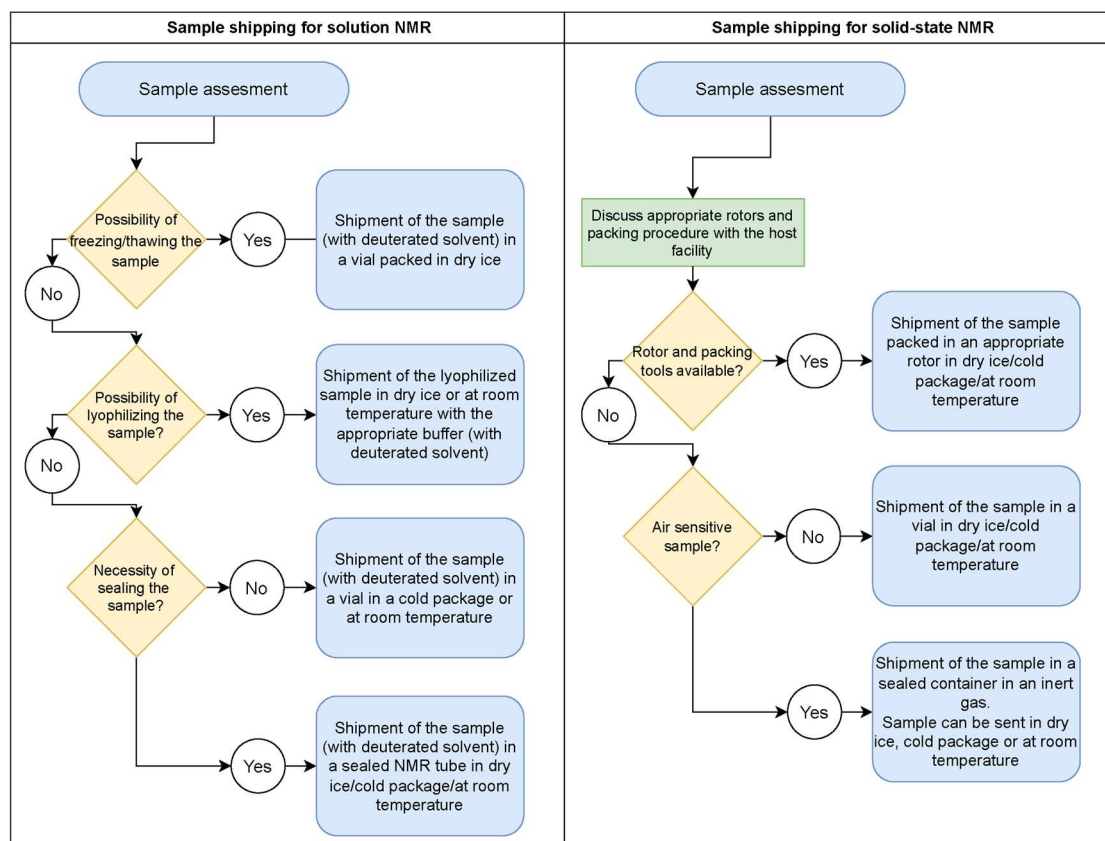 Sample shipping for solution NMR
Sample assesment
Possibility of
freezing/thawing the
sample
Yes
Shipment of the sample
(with deuterated solvent) in
a vial packed in dry ice
No
Possibility of
lyophilizing the
sample?
Yes
Shipment of the lyophilized
sample in dry ice or at room
temperature with the
appropriate buffer (with
deuterated solvent)
No
Necessity of
sealing the
sample?
No
Shipment of the sample
(with deuterated solvent) in
a vial in a cold package or
at room temperature
Yes
Shipment of the sample
(with deuterated solvent) in
a sealed NMR tube in dry
ice/cold package/at room
temperature
Sample shipping for solid-state NMR
Sample assesment
Discuss appropriate rotors and
packing procedure with the host
facility
Rotor and packing
tools available?
Yes
Shipment of the sample
packed in an appropriate
rotor in dry ice/cold
package/at room
temperature
No
Air sensitive
sample?
No
Shipment of the sample in a
vial in dry ice/cold
package/at room
temperature
Yes
Shipment of the sample in a
sealed container in an inert
gas.
Sample can be sent in dry
ice, cold package or at room
temperature